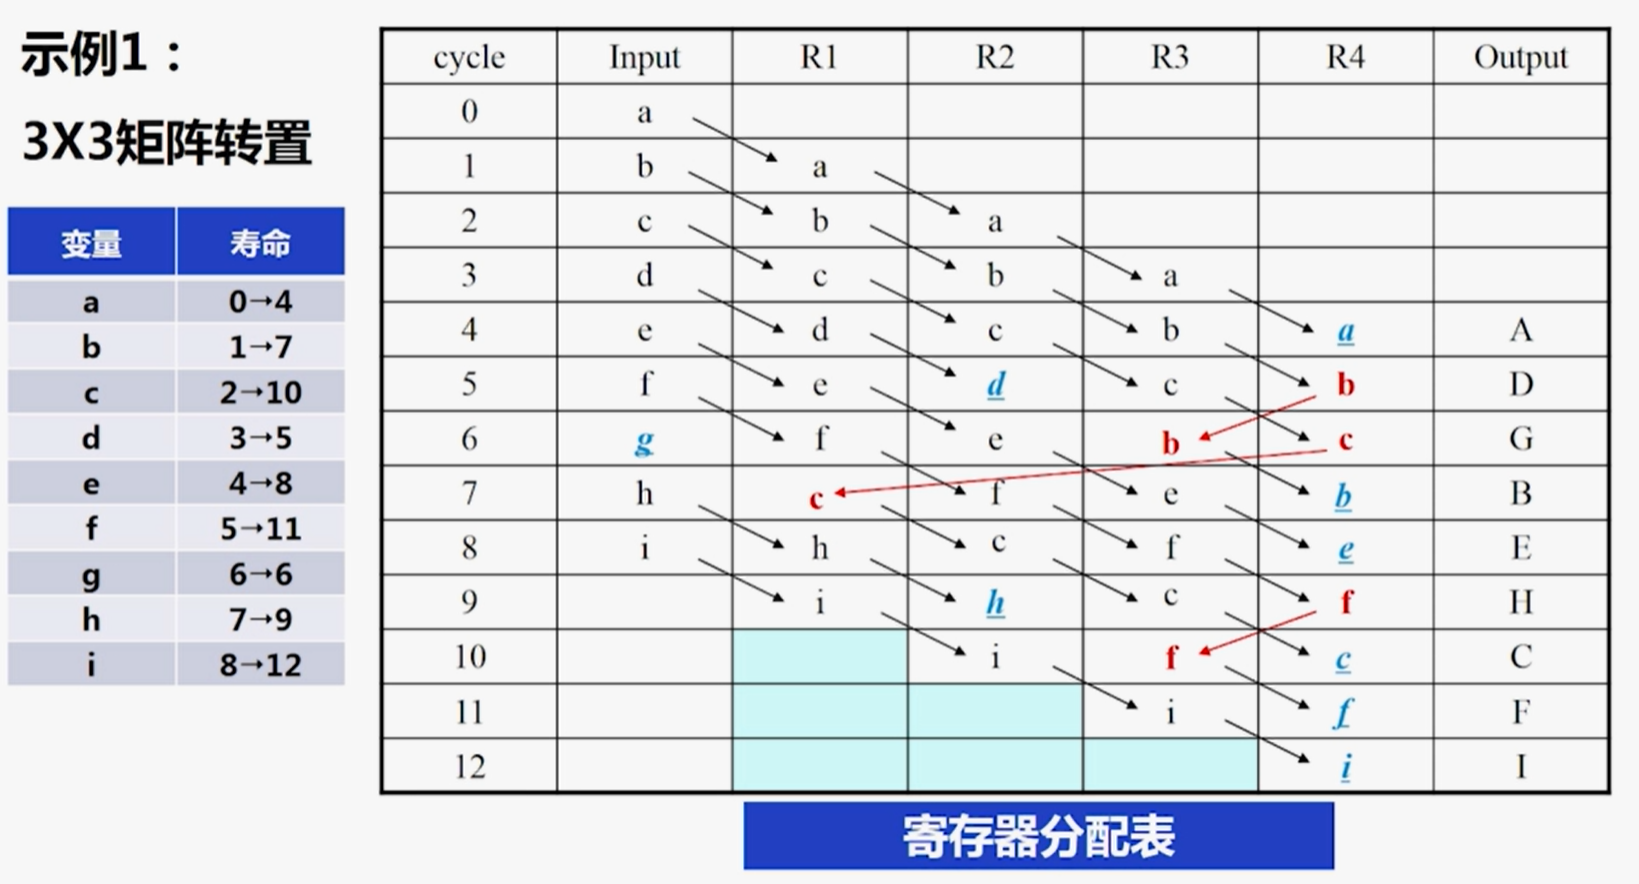 示例1：
3X3矩阵转置
变量 寿命
a 0→4
b 1→7
c 2→10
d 3→5
e 4→8
f 5→11
g 6→6
h 7→9
i 8→12
cycle Input R1 R2 R3 R4 Output
0 a
1 b a
2 c b a
3 d c b a
4 e d c b a A
5 f e d c b D
6 g f e b c G
7 h c f e b B
8 i h c f e E
9 i h c f H
10 i f c C
11 i f F
12 i I
寄存器分配表